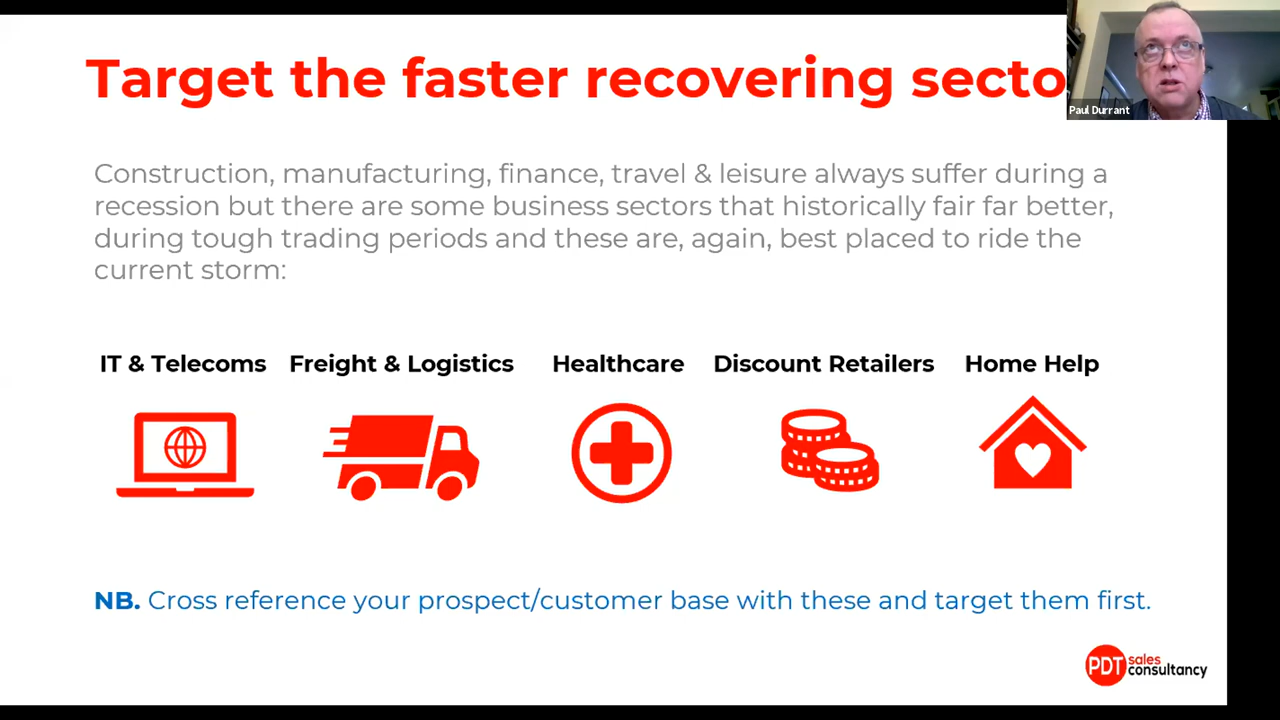 Target the faster recovering secto
Paul Durrant
Construction, manufacturing, finance, travel & leisure always suffer during a
recession but there are some business sectors that historically fair far better,
during tough trading periods and these are, again, best placed to ride the
current storm:
IT & Telecoms Freight & Logistics Healthcare Discount Retailers Home Help
NB. Cross reference your prospect/customer base with these and target them first.
PDT sales
consultancy